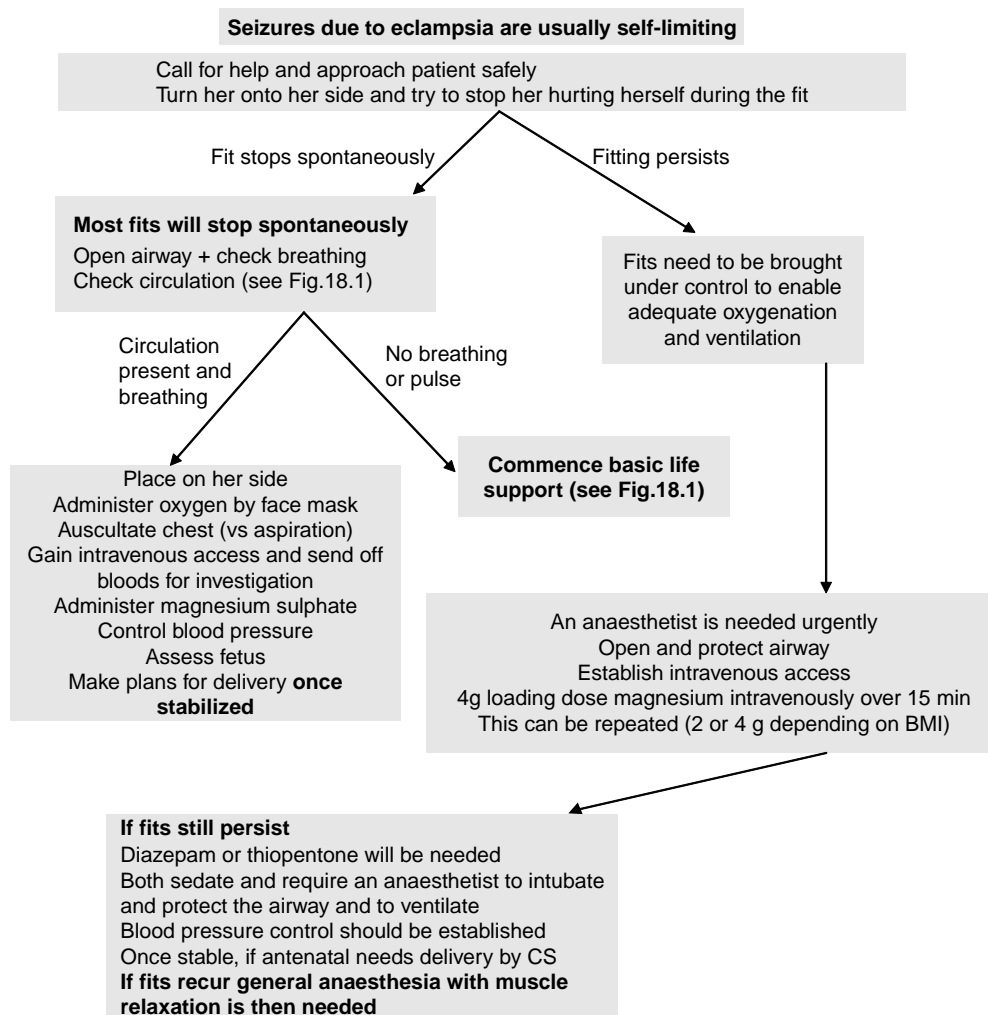 Seizures due to eclampsia are usually self-limiting
Call for help and approach patient safely
Turn her onto her side and try to stop her hurting herself during the fit
Fit stops spontaneously
Fitting persists
Most fits will stop spontaneously
Open airway + check breathing
Check circulation (see Fig.18.1)
Fits need to be brought
under control to enable
adequate oxygenation
and ventilation
Circulation
present and
breathing
No breathing
or pulse
Place on her side
Administer oxygen by face mask
Auscultate chest (vs aspiration)
Gain intravenous access and send off
bloods for investigation
Administer magnesium sulphate
Control blood pressure
Assess fetus
Make plans for delivery once
stabilized
Commence basic life
support (see Fig.18.1)
An anaesthetist is needed urgently
Open and protect airway
Establish intravenous access
4g loading dose magnesium intravenously over 15 min
This can be repeated (2 or 4 g depending on BMI)
If fits still persist
Diazepam or thiopentone will be needed
Both sedate and require an anaesthetist to intubate
and protect the airway and to ventilate
Blood pressure control should be established
Once stable, if antenatal needs delivery by CS
If fits recur general anaesthesia with muscle
relaxation is then needed